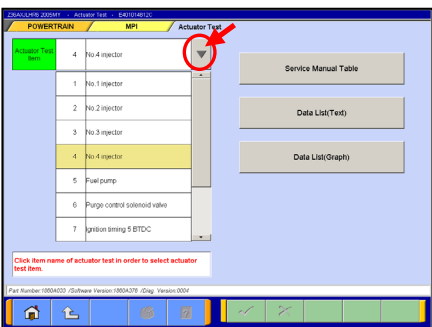 Z36A/ULHR6 2005MY - Actuator Test - E401014812C
POWERTRAIN MPI Actuator Test
Actuator Test Item
4 No.4 injector
1 No.1 injector
2 No.2 injector
3 No.3 injector
4 No.4 injector
5 Fuel pump
6 Purge control solenoid valve
7 Ignition timing 5 BTDC
Service Manual Table
Data List(Text)
Data List(Graph)
Click item name of actuator test in order to select actuator
test item.
Part Number:1860A033 /Software Version:1860A378 /Diag. Version:0004